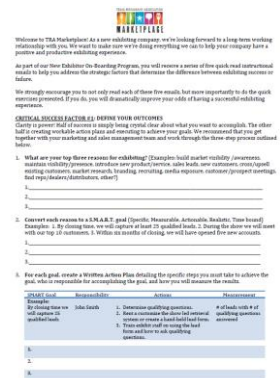 MARKETPLACE
Welcome to TRA Marketplace! As a new exhibiting company, we're looking forward to a long-term working
relationship with you. We want to make sure we're doing everything we can to help your company have a
positive and productive exhibiting experience.
As part of our New Exhibitor On-Boarding Program, you will receive a series of five quick read instructional
emails to help you address the strategic factors that determine the difference between exhibiting success or
failure.
We strongly encourage you to not only read each of these five emails, but more importantly to do the quick
exercises presented. If you do, you will dramatically improve your odds of having a successful exhibiting
experience.
CRITICAL SUCCESS FACTOR #1: DEFINE YOUR OUTCOMES
Clarity is power! Half of success is simply being crystal clear about what you want to accomplish. The other
half is creating workable action plans and executing to achieve your goals. We recommend that you get
together with your marketing and sales management team and work through the three-step process outlined
below.
1. What are your top three reasons for exhibiting? [Examples: build market visibility /awareness,
maintain visibility/presence, introduce new product/service, sales leads, new customers, cross/upsell
existing customers, market research, branding, recruiting, media exposure, customer/prospect meetings,
find reps/dealers/distributors, other?]
1.
2.
3.
2. Convert each reason to a S.M.A.R.T. goal [Specific, Measurable, Actionable, Realistic, Time bound]
Examples: 1. By closing time, we will capture at least 25 qualified leads. 2. During the show we will meet
with our top 10 customers. 3. Within six months of closing, we will have opened five new accounts.
1.
2.
3.
3. For each goal, create a Written Action Plan detailing the specific steps you must take to achieve the
goal, who is responsible for accomplishing the goal, and how you will measure the results.
SMART Goal Responsibility Actions Measurement
Example:
By closing time we will capture 25 qualified leads
John Smith
1. Determine qualifying questions.
2. Rent a customize the show led retrieval
system or create a hand-held lead form.
3. Train exhibit staff on using the lead
form and how to ask qualifying
questions.
# of leads with # of
qualifying questions
answered
1.
2.
3.